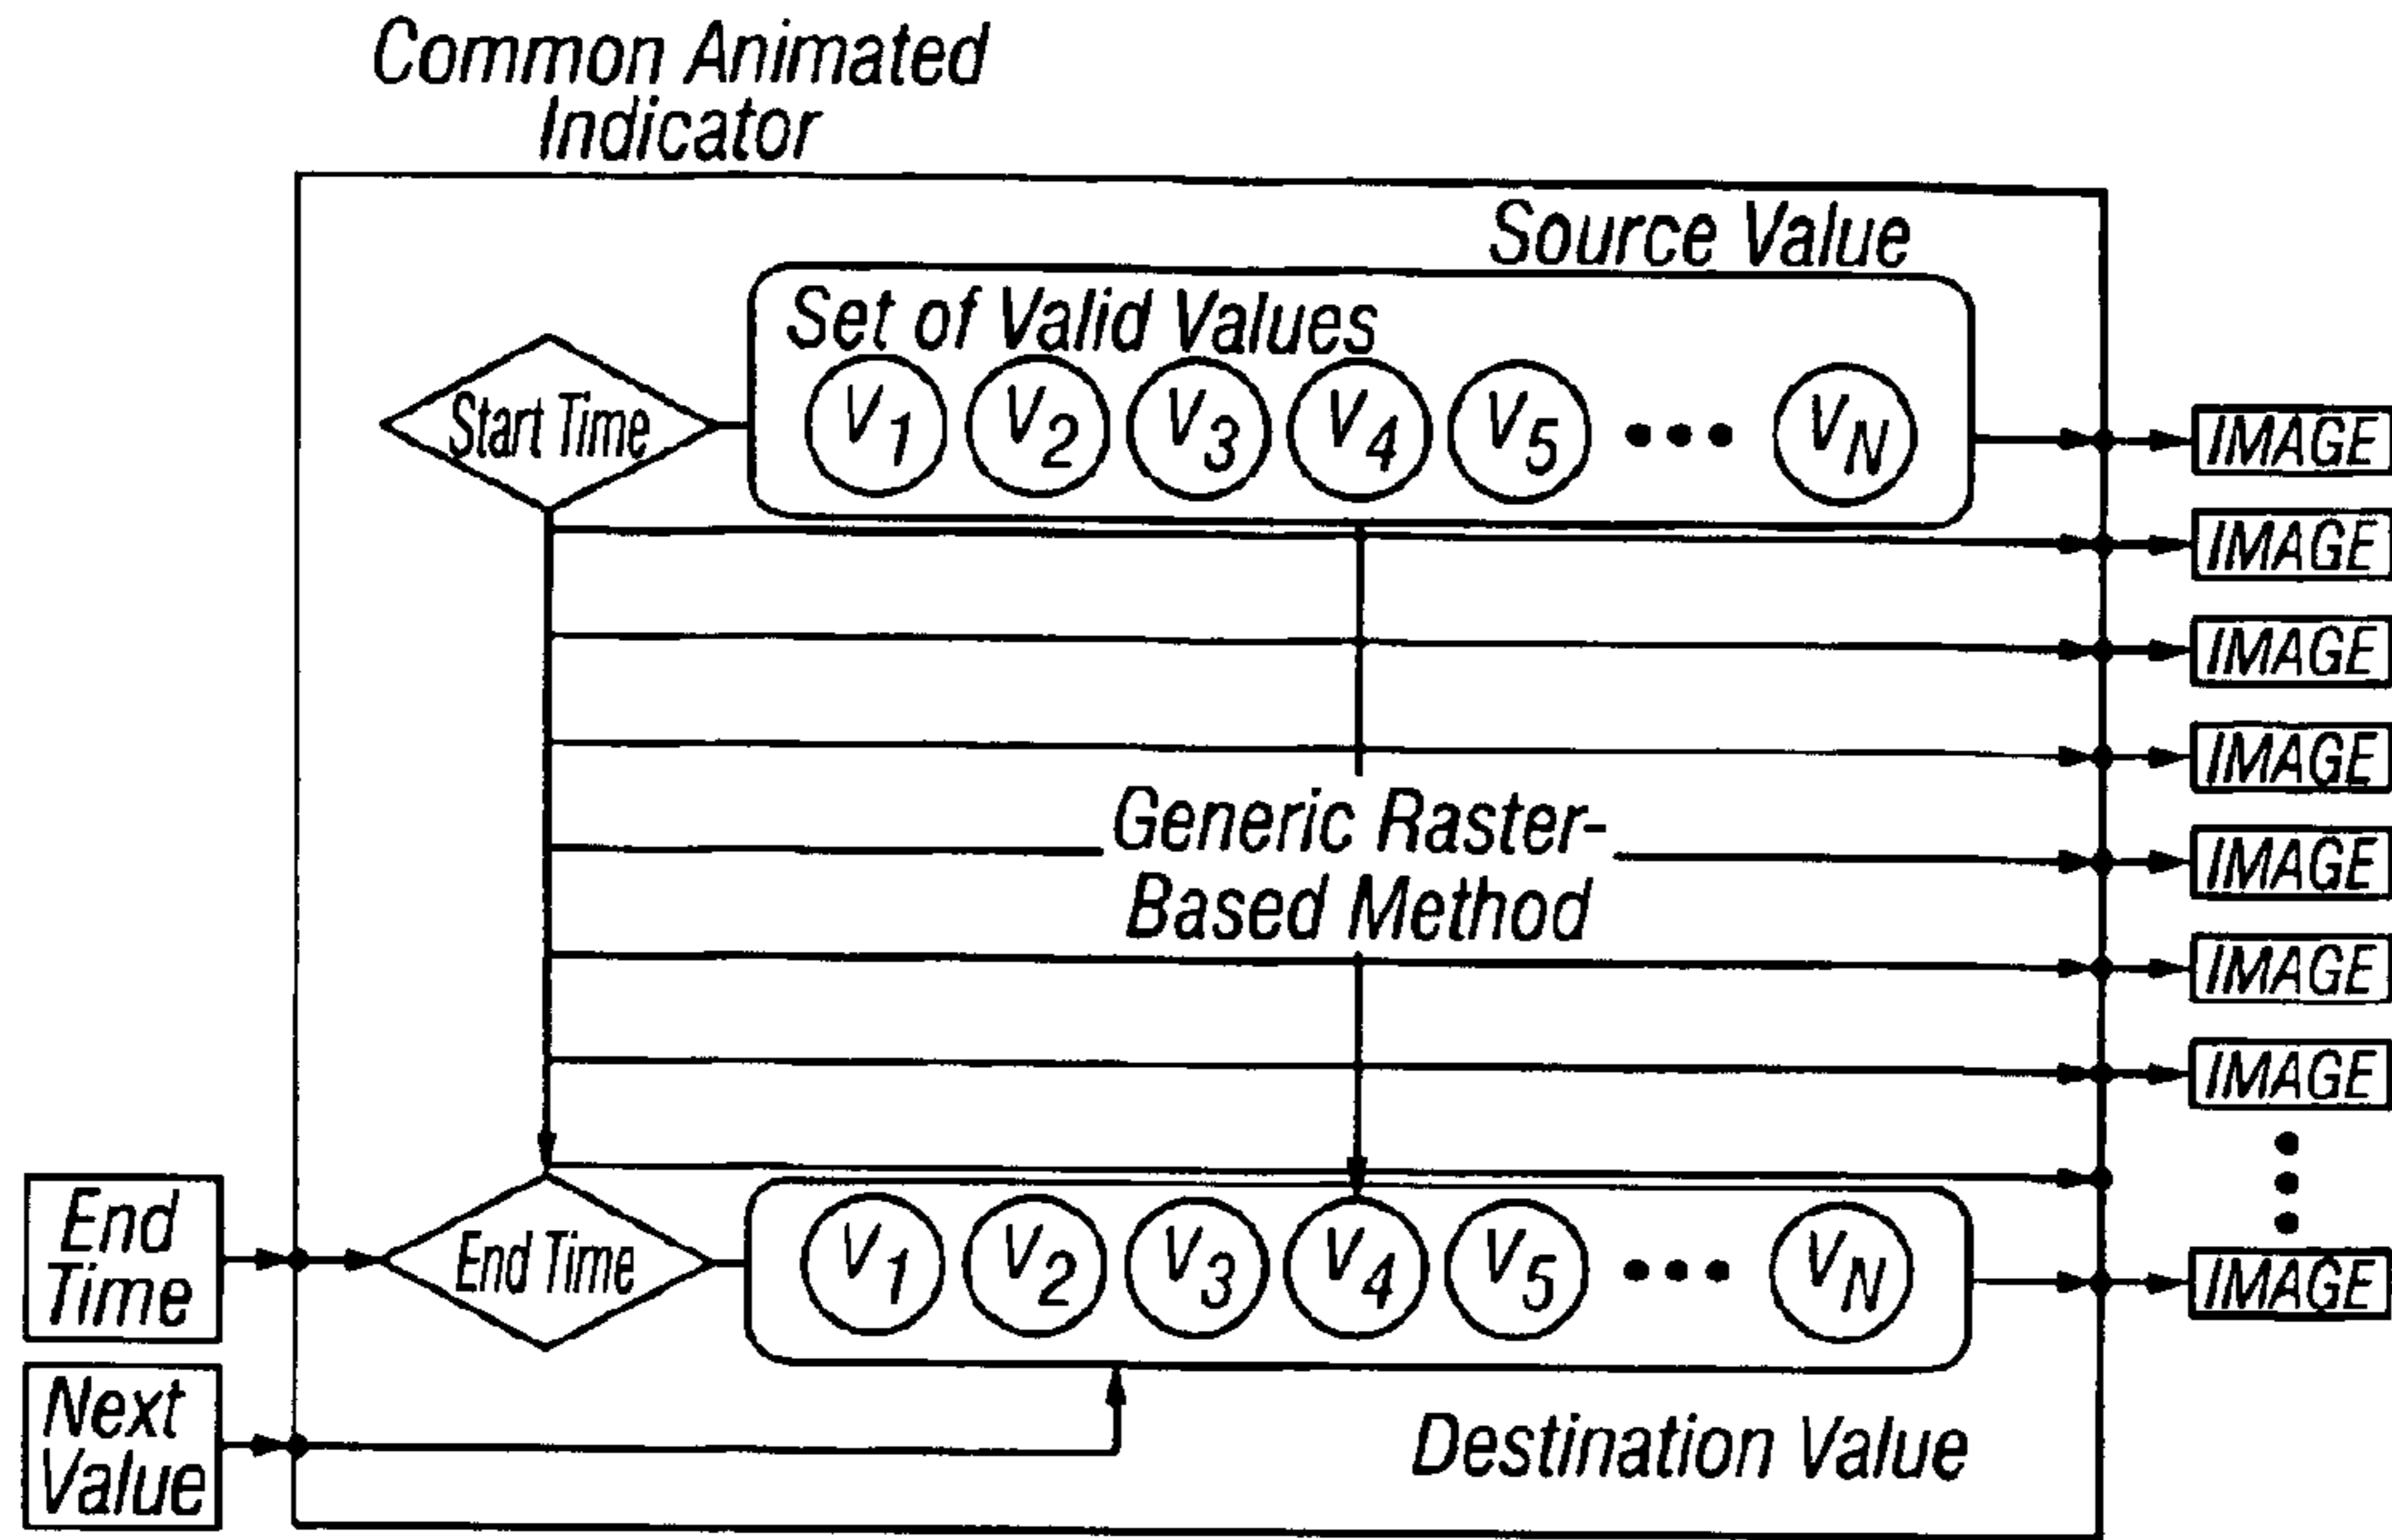 Common Animated
Indicator
Source Value
Set of Valid Values
Start Time
V1 V2 V3 V4 V5 ••• VN
IMAGE
IMAGE
IMAGE
IMAGE
Generic Raster-
Based Method
IMAGE
IMAGE
IMAGE
End
Time
End Time
V1 V2 V3 V4 V5 ••• VN
IMAGE
Next
Value
Destination Value